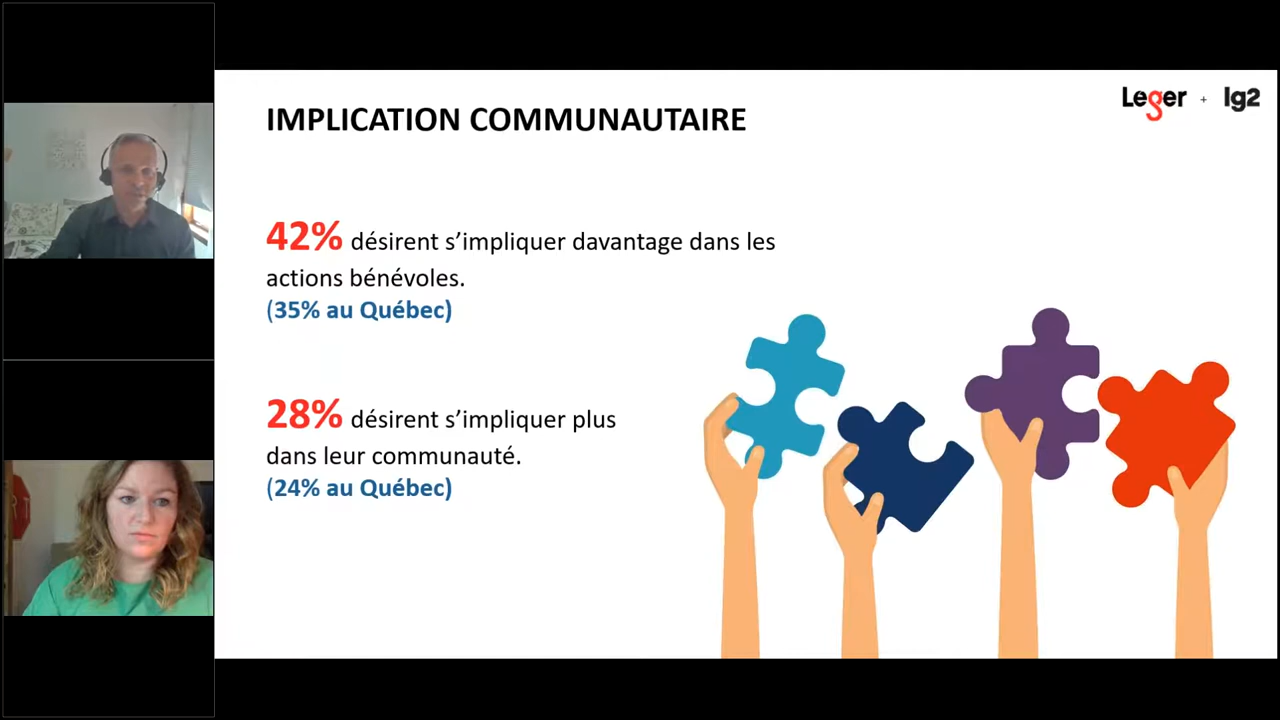 Leger + lg2
IMPLICATION COMMUNAUTAIRE
42% désirent s’impliquer davantage dans les
actions bénévoles.
(35% au Québec)
28% désirent s’impliquer plus
dans leur communauté.
(24% au Québec)